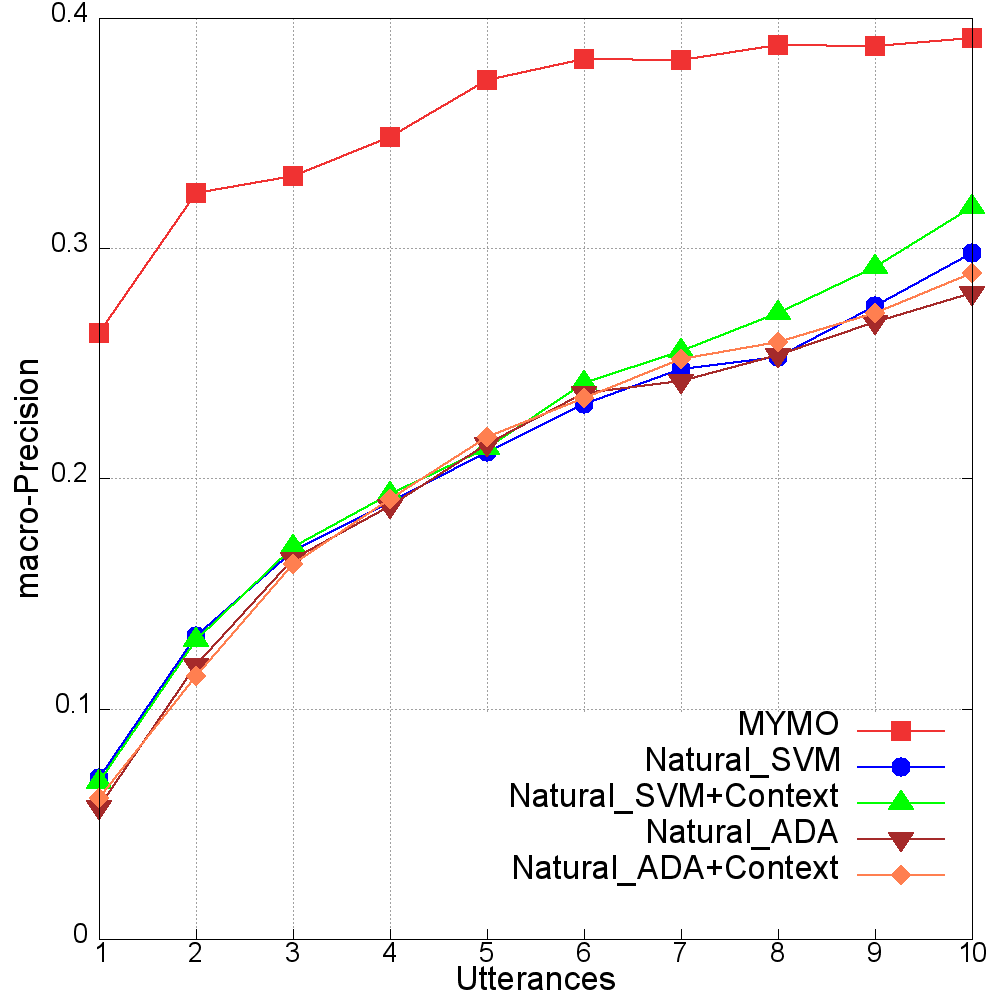 0.4
0.3
0.2
0.1
0
macro-Precision
MYMO
Natural_SVM
Natural_SVM+Context
Natural_ADA
Natural_ADA+Context
1 2 3 4 5 6 7 8 9 10
Utterances